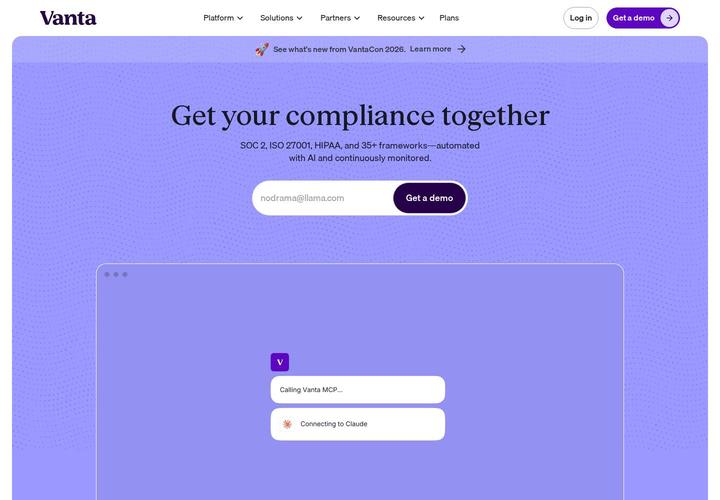 Vanta
Platform
Solutions
Partners
Resources
Plans
Log in
Get a demo
See what's new from VantaCon 2026. Learn more
Get your compliance together
SOC 2, ISO 27001, HIPAA, and 35+ frameworks—automated
with AI and continuously monitored.
nodrama@llama.com
Get a demo
V
Calling Vanta MCP...
Connecting to Claude